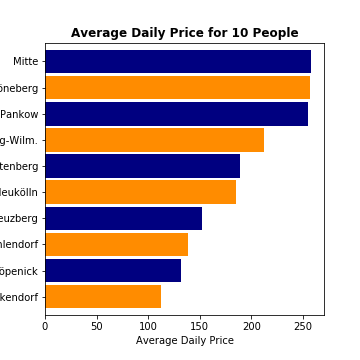 Average Daily Price for 10 People
Mitte
öneberg
Pankow
g-Wilm.
tenberg
Neukölln
euzberg
hlendorf
öpenick
kendorf
0 50 100 150 200 250
Average Daily Price